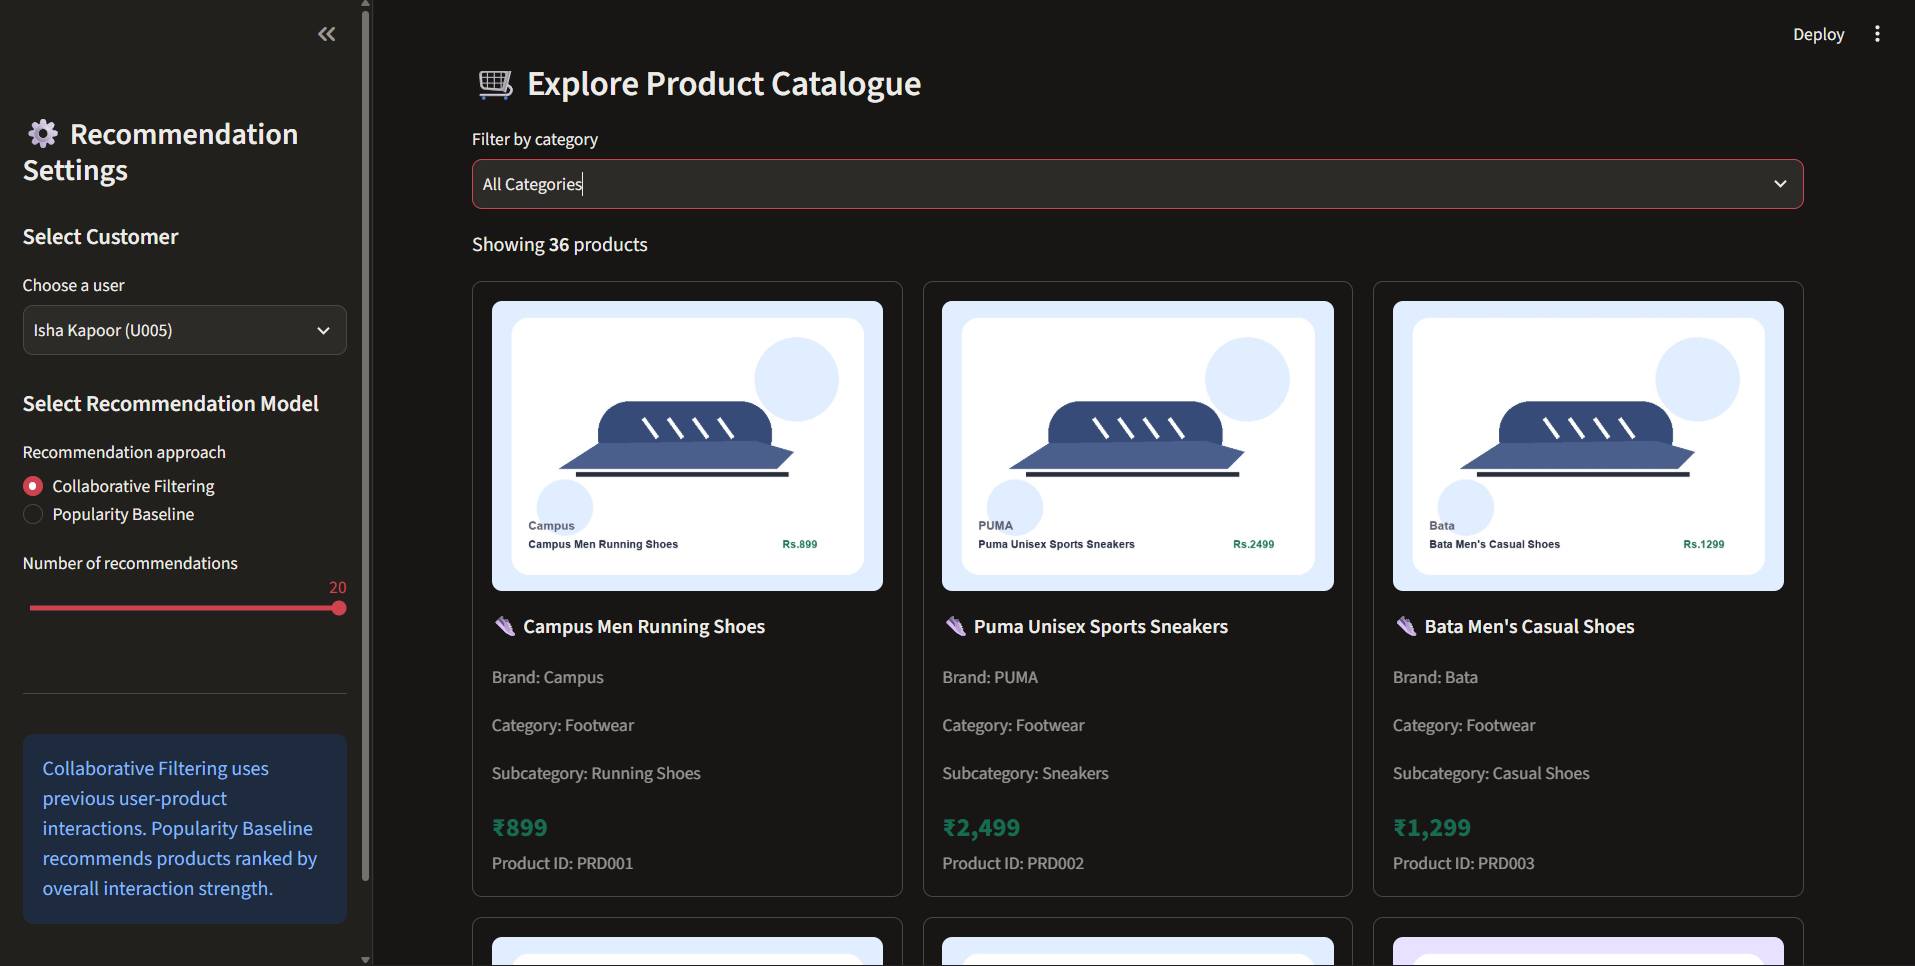 Deploy
Recommendation
Settings
Select Customer
Choose a user
Isha Kapoor (U005)
Select Recommendation Model
Recommendation approach
Collaborative Filtering
Popularity Baseline
Number of recommendations
20
Collaborative Filtering uses
previous user-product
interactions. Popularity Baseline
recommends products ranked by
overall interaction strength.
Explore Product Catalogue
Filter by category
All Categories
Showing 36 products
Campus
Campus Men Running Shoes Rs.899
Campus Men Running Shoes
Brand: Campus
Category: Footwear
Subcategory: Running Shoes
₹899
Product ID: PRD001
PUMA
Puma Unisex Sports Sneakers Rs.2499
Puma Unisex Sports Sneakers
Brand: PUMA
Category: Footwear
Subcategory: Sneakers
₹2,499
Product ID: PRD002
Bata
Bata Men's Casual Shoes Rs.1299
Bata Men's Casual Shoes
Brand: Bata
Category: Footwear
Subcategory: Casual Shoes
₹1,299
Product ID: PRD003